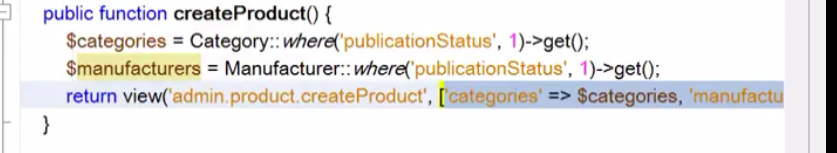 public function createProduct() {
$categories = Category::where('publicationStatus', 1)->get();
$manufacturers = Manufacturer::where('publicationStatus', 1)->get();
return view('admin.product.createProduct', ['categories' => $categories, 'manufactu
}